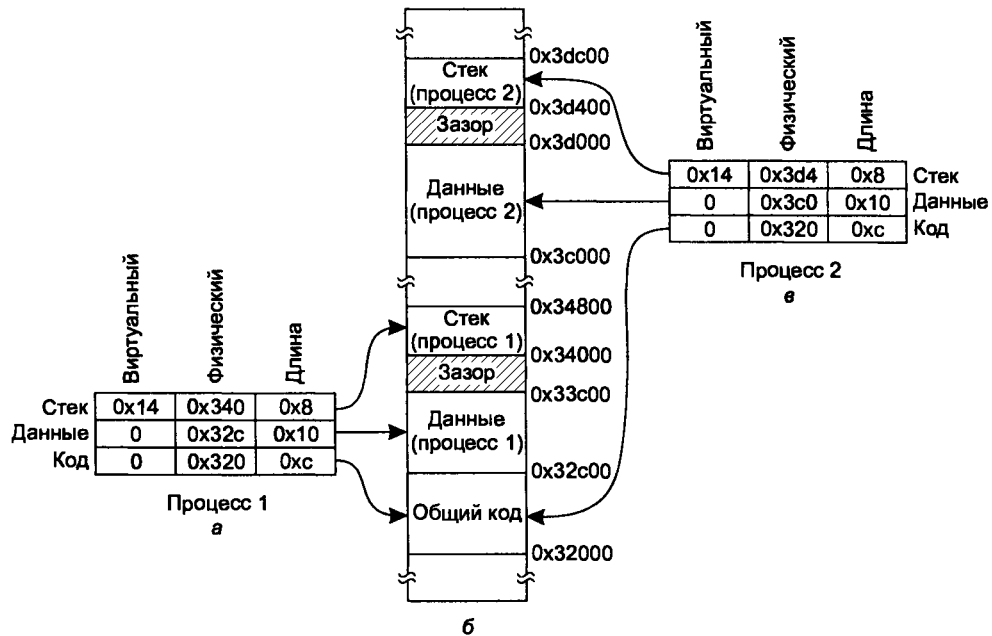 0x3dc00
Стек
(процесс 2)
0x3d400
Зазор
0x3d000
Данные
(процесс 2)
0x3c000
0x34800
Стек
(процесс 1)
0x34000
Зазор
0x33c00
Данные
(процесс 1)
0x32c00
Общий код
0x32000
б
Виртуальный Физический Длина
0x14 0x3d4 0x8 Стек
0 0x3c0 0x10 Данные
0 0x320 0xc Код
Процесс 2
в
Виртуальный Физический Длина
Стек 0x14 0x340 0x8
Данные 0 0x32c 0x10
Код 0 0x320 0xc
Процесс 1
а